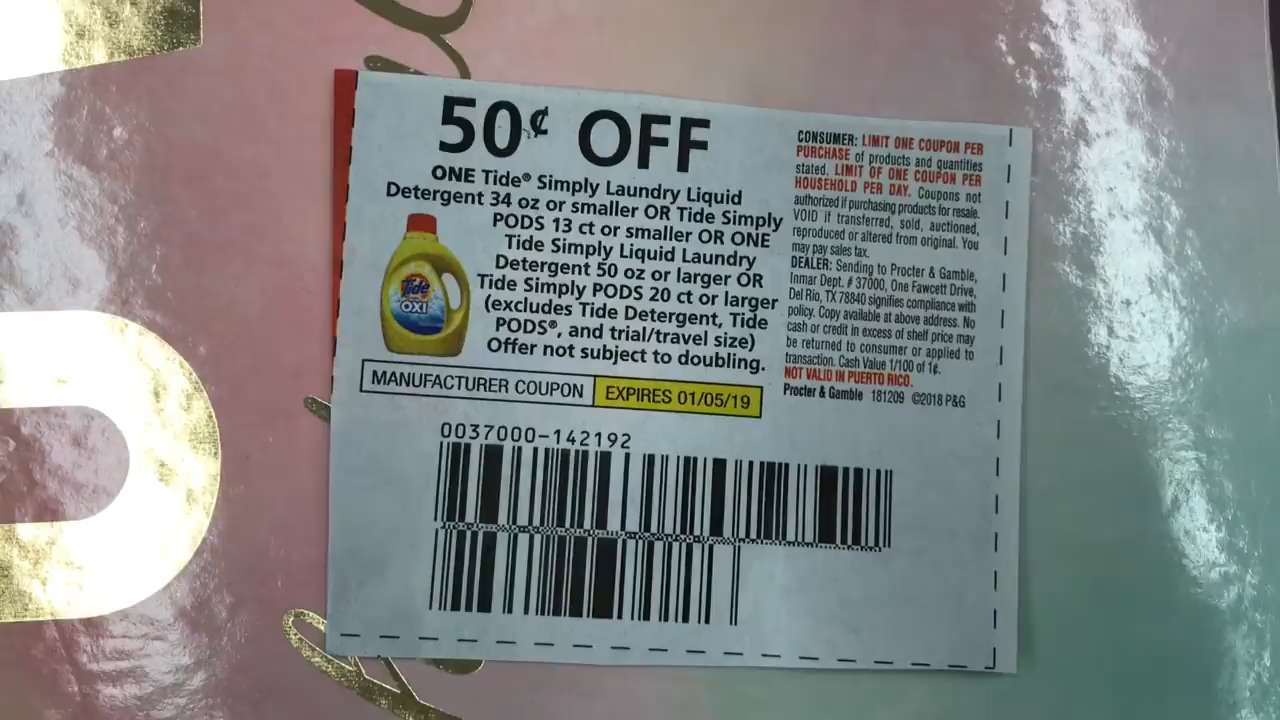 50¢ OFF
ONE Tide® Simply Laundry Liquid
Detergent 34 oz or smaller OR Tide Simply
PODS 13 ct or smaller OR ONE
Tide Simply Liquid Laundry
Detergent 50 oz or larger OR
Tide Simply PODS 20 ct or larger
(excludes Tide Detergent, Tide
PODS®, and trial/travel size)
Offer not subject to doubling.
Tide
OXI
MANUFACTURER COUPON EXPIRES 01/05/19
0037000-142192
CONSUMER: LIMIT ONE COUPON PER
PURCHASE of products and quantities
stated. LIMIT OF ONE COUPON PER
HOUSEHOLD PER DAY. Coupons not
authorized if purchasing products for resale.
VOID if transferred, sold, auctioned,
reproduced or altered from original. You
may pay sales tax.
DEALER: Sending to Procter & Gamble,
Inmar Dept. # 37000, One Fawcett Drive,
Del Rio, TX 78840 signifies compliance with
policy. Copy available at above address. No
cash or credit in excess of shelf price may
be returned to consumer or applied to
transaction. Cash Value 1/100 of 1¢.
NOT VALID IN PUERTO RICO.
Procter & Gamble 181209 ©2018 P&G